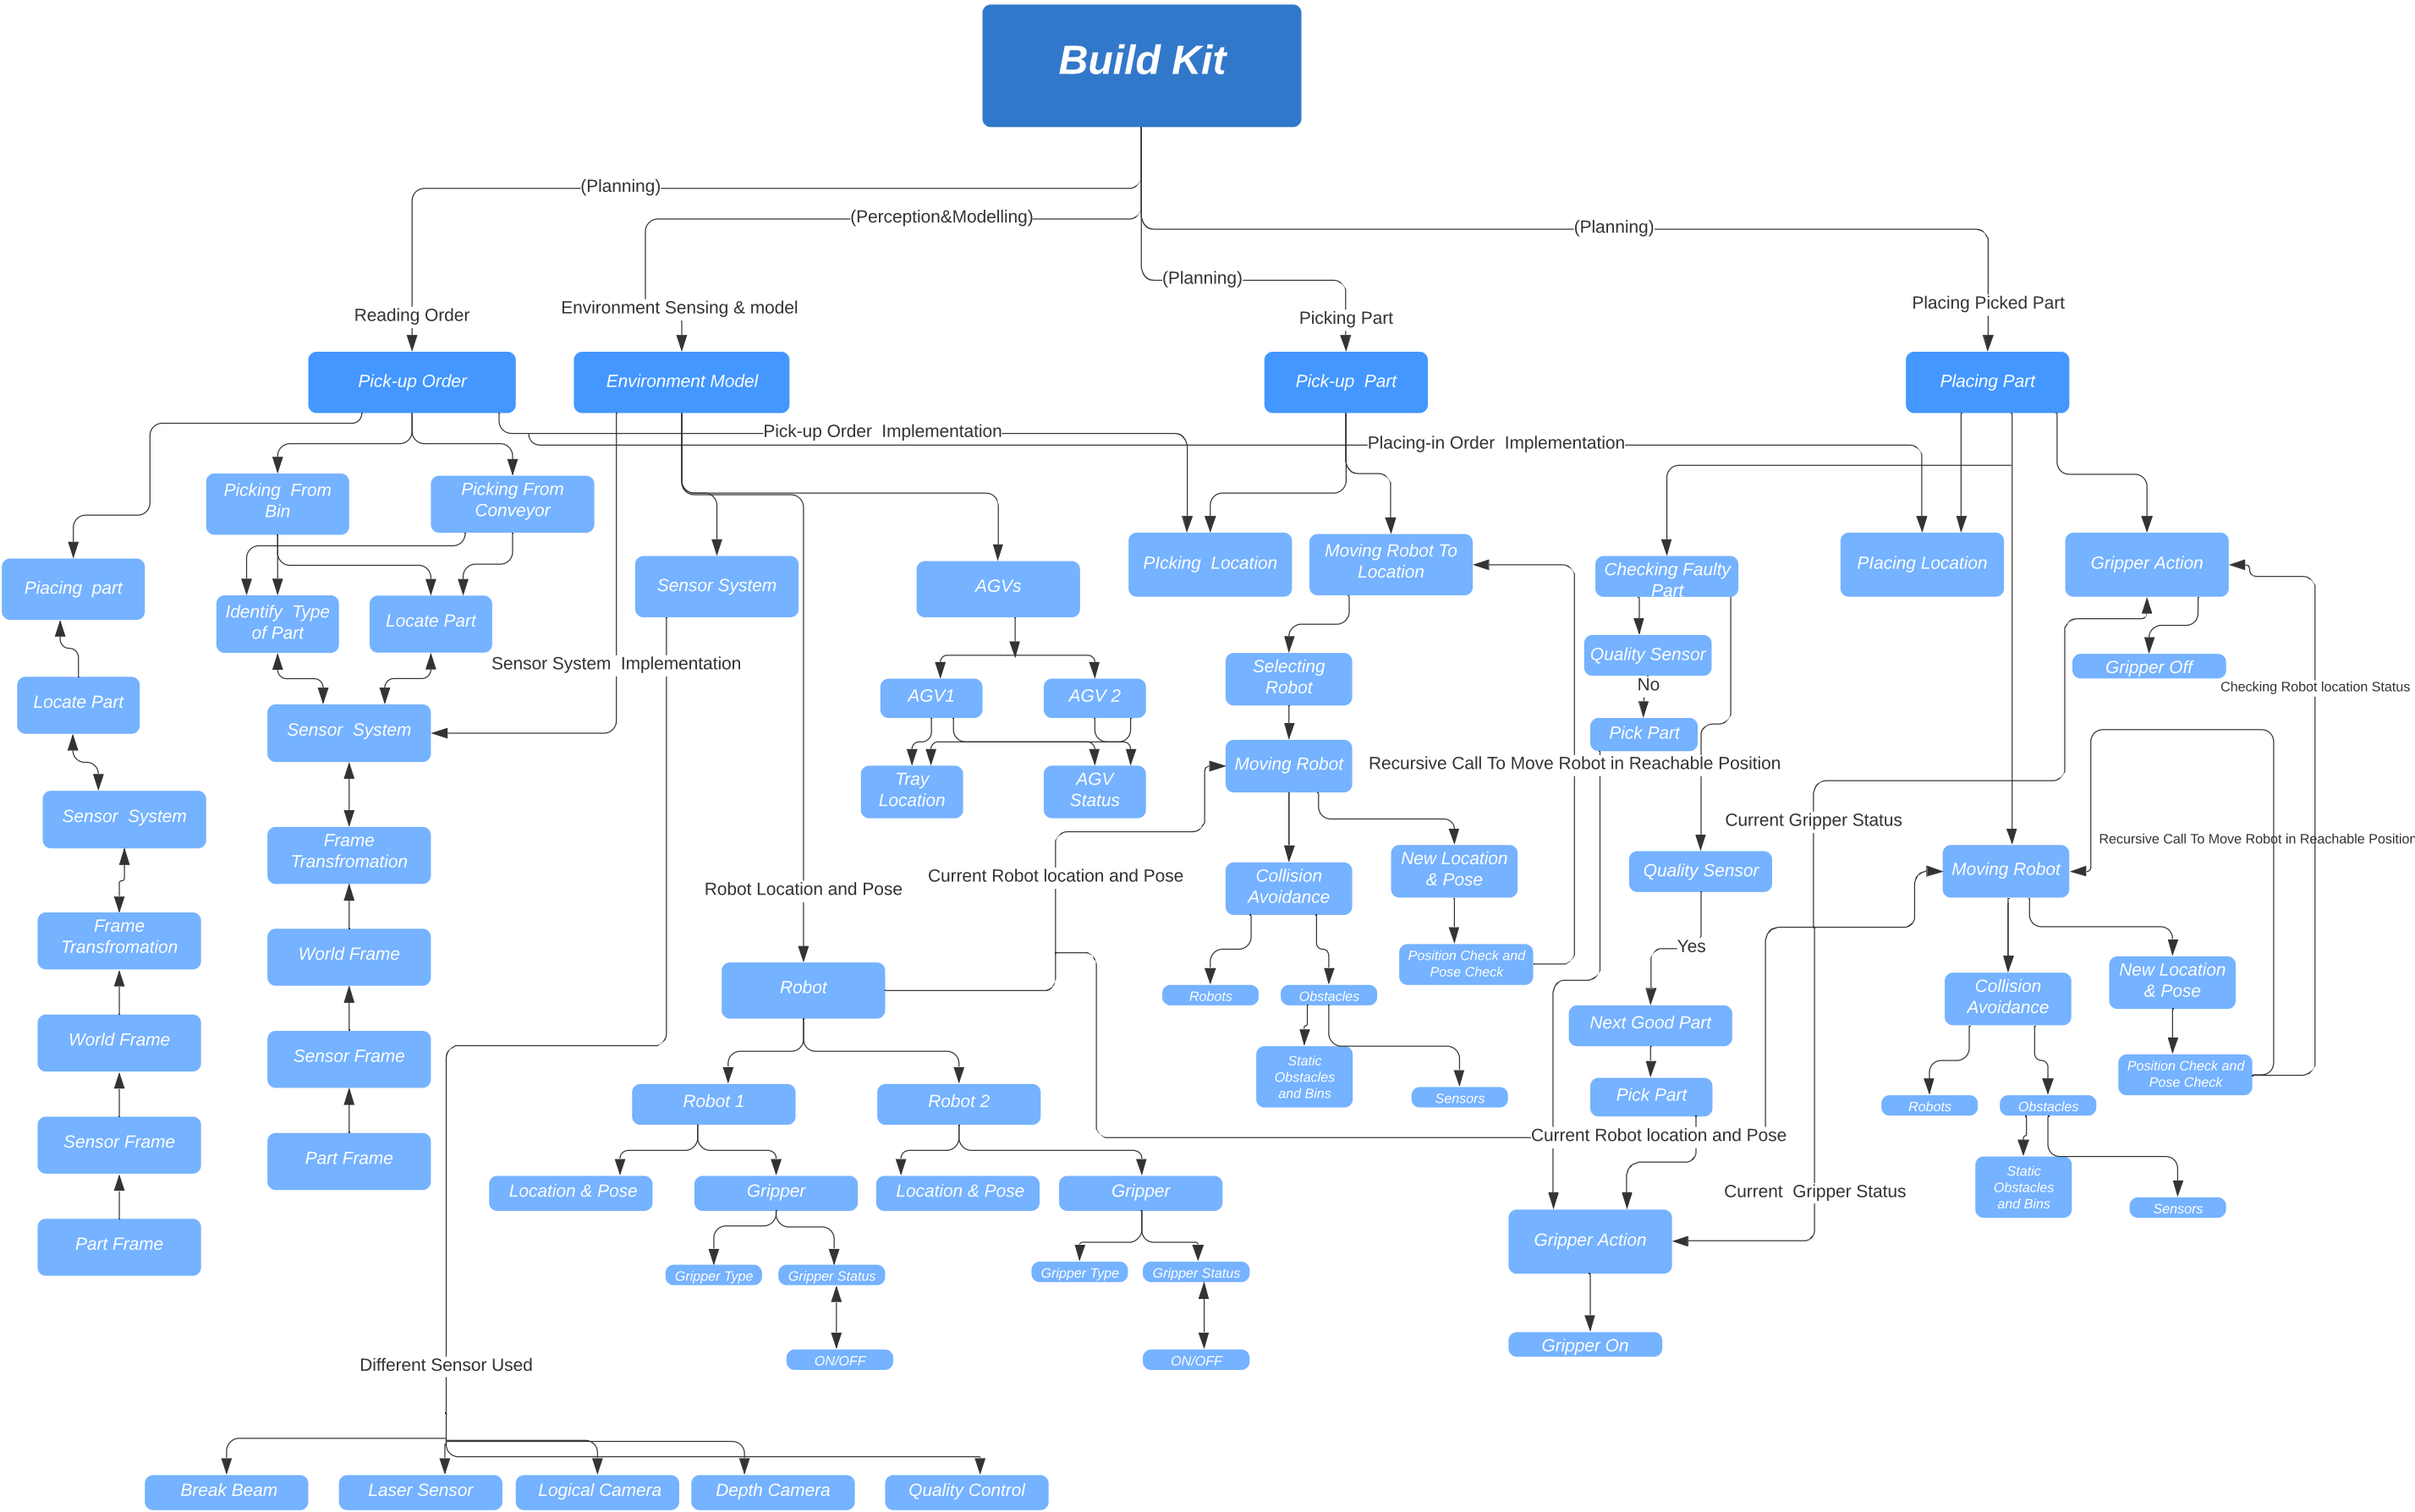 Build Kit
(Planning)
(Perception&Modelling)
(Planning)
(Planning)
Reading Order
Environment Sensing & model
Picking Part
Placing Picked Part
Pick-up Order
Environment Model
Pick-up Part
Placing Part
Pick-up Order Implementation
Placing-in Order Implementation
Picking From
Bin
Picking From
Conveyor
Piacing part
Identify Type
of Part
Locate Part
Sensor System
AGVs
PIcking Location
Moving Robot To
Location
Checking Faulty
Part
PIacing Location
Gripper Action
Sensor System Implementation
Locate Part
Sensor System
AGV1
AGV 2
Selecting
Robot
Quality Sensor
No
Pick Part
Gripper Off
Checking Robot location Status
Tray
Location
AGV
Status
Moving Robot
Recursive Call To Move Robot in Reachable Position
Sensor System
Frame
Transfromation
Current Gripper Status
Recursive Call To Move Robot in Reachable Position
Robot Location and Pose
Current Robot location and Pose
Collision
Avoidance
New Location
& Pose
Quality Sensor
Moving Robot
Frame
Transfromation
World Frame
Yes
Position Check and
Pose Check
Robot
Robots
Obstacles
Collision
Avoidance
New Location
& Pose
World Frame
Sensor Frame
Next Good Part
Static
Obstacles
and Bins
Sensors
Position Check and
Pose Check
Robot 1
Robot 2
Pick Part
Robots
Obstacles
Sensor Frame
Part Frame
Current Robot location and Pose
Location & Pose
Gripper
Location & Pose
Gripper
Current Gripper Status
Static
Obstacles
and Bins
Sensors
Part Frame
Gripper Action
Gripper Type
Gripper Status
Gripper Type
Gripper Status
ON/OFF
ON/OFF
Gripper On
Different Sensor Used
Break Beam
Laser Sensor
Logical Camera
Depth Camera
Quality Control